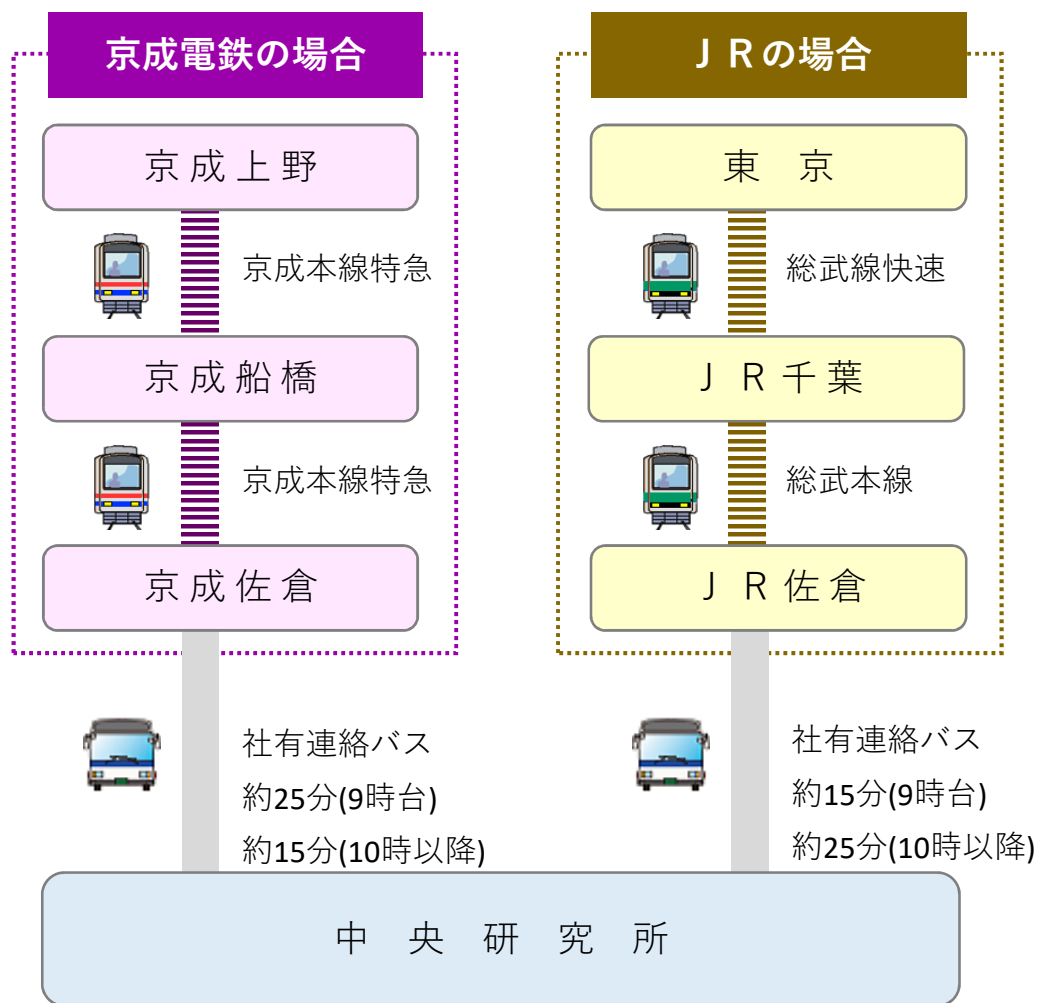 京成電鉄の場合
京成上野
京成本線特急
京成船橋
京成本線特急
京成佐倉
社有連絡バス
約25分(9時台)
約15分(10時以降)
ＪＲの場合
東　京
総武線快速
ＪＲ千葉
総武本線
ＪＲ佐倉
社有連絡バス
約15分(9時台)
約25分(10時以降)
中　央　研　究　所